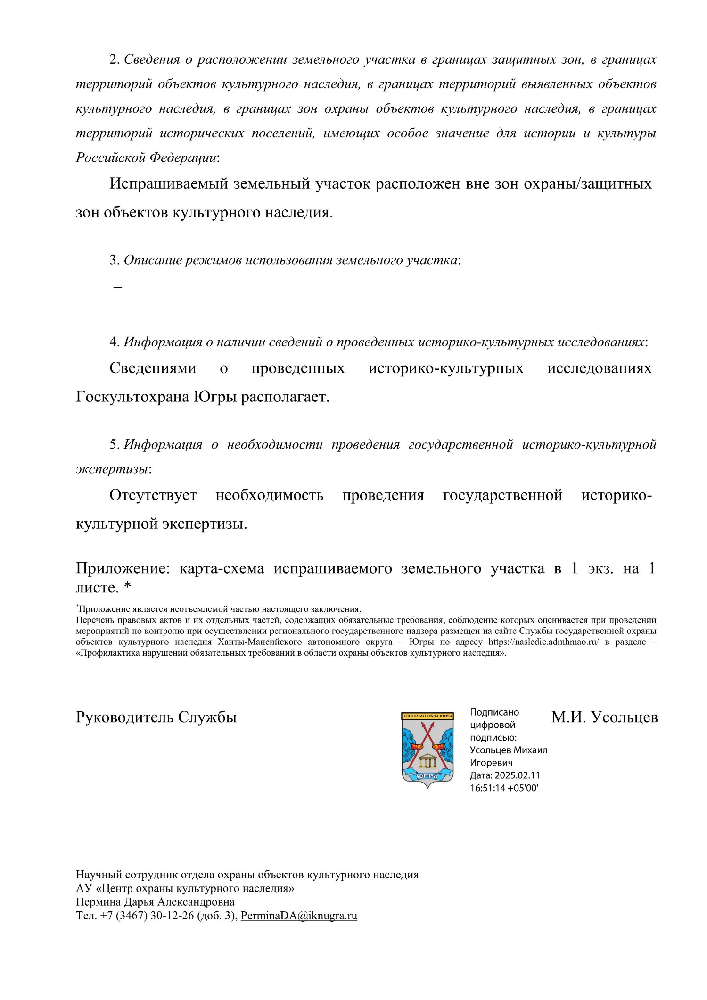 2. Сведения о расположении земельного участка в границах защитных зон, в границах
территорий объектов культурного наследия, в границах территорий выявленных объектов
культурного наследия, в границах зон охраны объектов культурного наследия, в границах
территорий исторических поселений, имеющих особое значение для истории и культуры
Российской Федерации:
Испрашиваемый земельный участок расположен вне зон охраны/защитных
зон объектов культурного наследия.
3. Описание режимов использования земельного участка:
–
4. Информация о наличии сведений о проведенных историко-культурных исследованиях:
Сведениями о проведенных историко-культурных исследованиях
Госкультохрана Югры располагает.
5. Информация о необходимости проведения государственной историко-культурной
экспертизы:
Отсутствует необходимость проведения государственной историко-
культурной экспертизы.
Приложение: карта-схема испрашиваемого земельного участка в 1 экз. на 1
листе. *
*Приложение является неотъемлемой частью настоящего заключения.
Перечень правовых актов и их отдельных частей, содержащих обязательные требования, соблюдение которых оценивается при проведении
мероприятий по контролю при осуществлении регионального государственного надзора размещен на сайте Службы государственной охраны
объектов культурного наследия Ханты-Мансийского автономного округа – Югры по адресу https://nasledie.admhmao.ru/ в разделе –
«Профилактика нарушений обязательных требований в области охраны объектов культурного наследия».
Руководитель Службы
ГОСКУЛЬТОХРАНА ЮГРЫ
ЮГРА
Подписано
цифровой
подписью:
Усольцев Михаил
Игоревич
Дата: 2025.02.11
16:51:14 +05'00'
М.И. Усольцев
Научный сотрудник отдела охраны объектов культурного наследия
АУ «Центр охраны культурного наследия»
Пермина Дарья Александровна
Тел. +7 (3467) 30-12-26 (доб. 3), PerminaDA@iknugra.ru